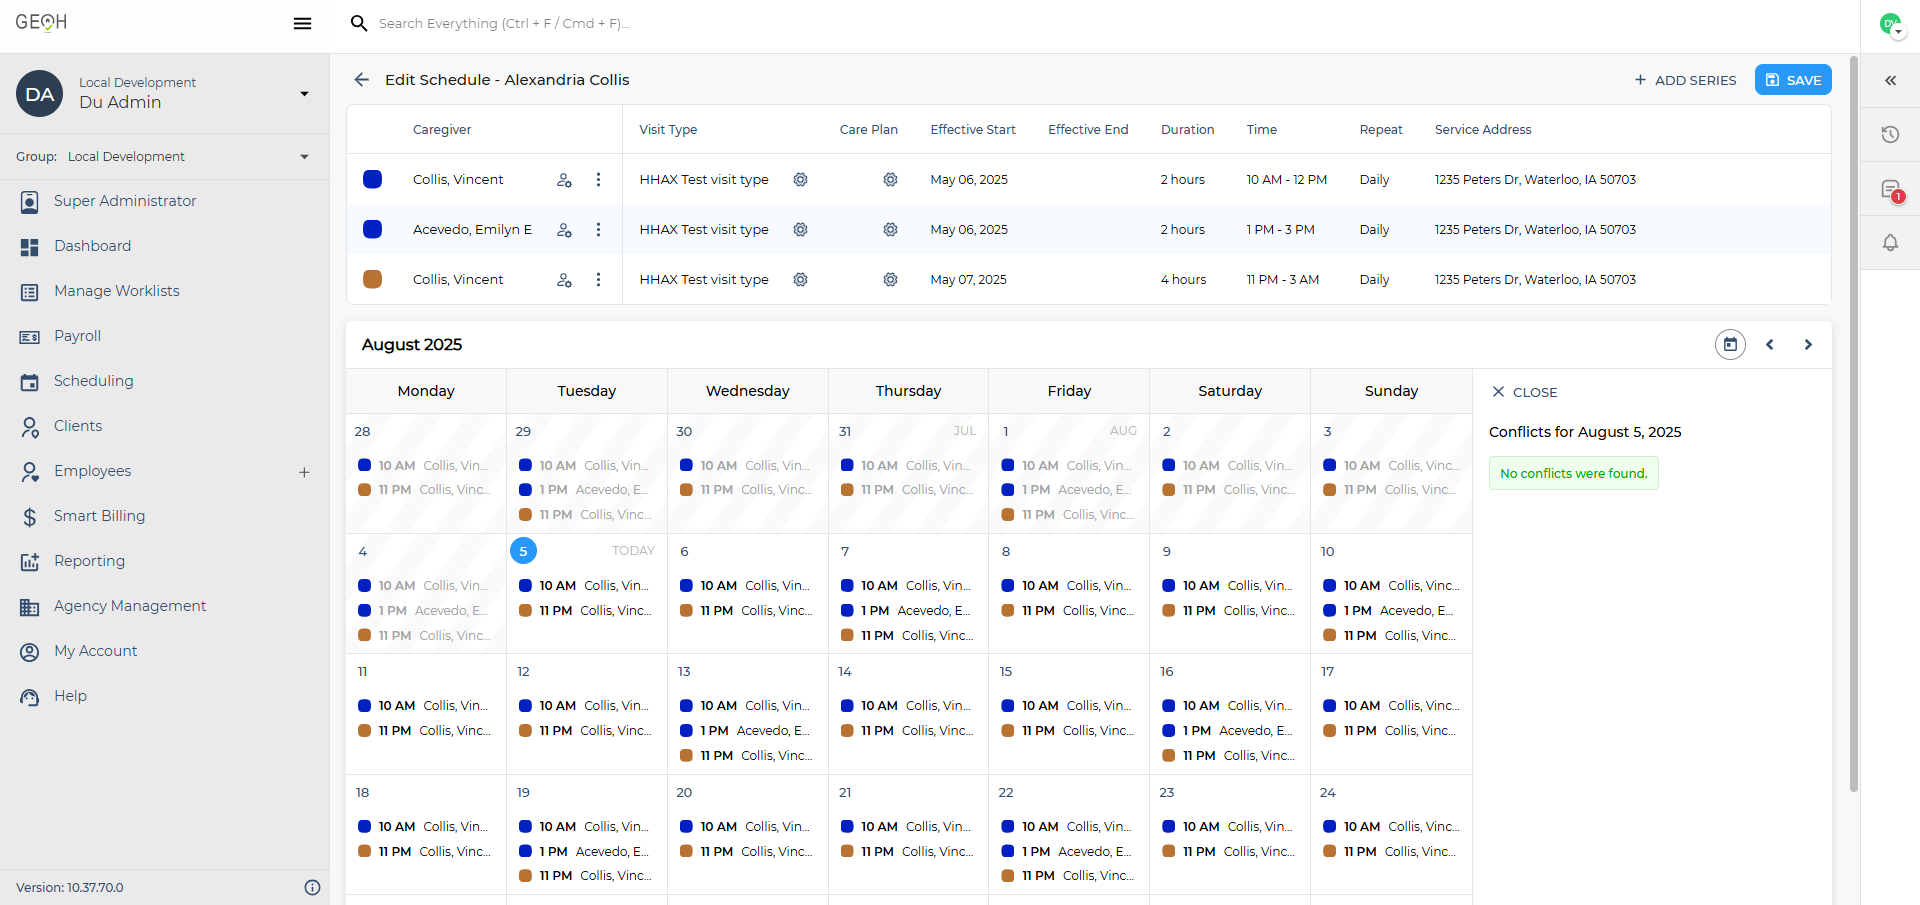 GEOH
Search Everything (Ctrl + F / Cmd + F)...
DV
DA
Local Development
Du Admin
Group: Local Development
Super Administrator
Dashboard
Manage Worklists
Payroll
Scheduling
Clients
Employees
Smart Billing
Reporting
Agency Management
My Account
Help
Version: 10.37.70.0
Edit Schedule - Alexandria Collis
ADD SERIES
SAVE
1
Caregiver Visit Type Care Plan Effective Start Effective End Duration Time Repeat Service Address
Collis, Vincent HHAX Test visit type May 06, 2025 2 hours 10 AM - 12 PM Daily 1235 Peters Dr, Waterloo, IA 50703
Acevedo, Emilyn E HHAX Test visit type May 06, 2025 2 hours 1 PM - 3 PM Daily 1235 Peters Dr, Waterloo, IA 50703
Collis, Vincent HHAX Test visit type May 07, 2025 4 hours 11 PM - 3 AM Daily 1235 Peters Dr, Waterloo, IA 50703
August 2025
Monday Tuesday Wednesday Thursday Friday Saturday Sunday
28 29 30 31 JUL 1 AUG 2 3
10 AM Collis, Vin... 10 AM Collis, Vin... 10 AM Collis, Vin... 10 AM Collis, Vin... 10 AM Collis, Vin... 10 AM Collis, Vin... 10 AM Collis, Vinc...
11 PM Collis, Vinc... 1 PM Acevedo, E... 11 PM Collis, Vinc... 11 PM Collis, Vinc... 1 PM Acevedo, E... 11 PM Collis, Vinc... 11 PM Collis, Vinc...
11 PM Collis, Vinc... 11 PM Collis, Vinc...
4 5 TODAY 6 7 8 9 10
10 AM Collis, Vin... 10 AM Collis, Vin... 10 AM Collis, Vin... 10 AM Collis, Vin... 10 AM Collis, Vin... 10 AM Collis, Vin... 10 AM Collis, Vinc...
1 PM Acevedo, E... 11 PM Collis, Vinc... 11 PM Collis, Vinc... 1 PM Acevedo, E... 11 PM Collis, Vinc... 11 PM Collis, Vinc... 1 PM Acevedo, E...
11 PM Collis, Vinc... 11 PM Collis, Vinc... 11 PM Collis, Vinc...
11 12 13 14 15 16 17
10 AM Collis, Vin... 10 AM Collis, Vin... 10 AM Collis, Vin... 10 AM Collis, Vin... 10 AM Collis, Vin... 10 AM Collis, Vin... 10 AM Collis, Vinc...
11 PM Collis, Vinc... 11 PM Collis, Vinc... 1 PM Acevedo, E... 11 PM Collis, Vinc... 11 PM Collis, Vinc... 1 PM Acevedo, E... 11 PM Collis, Vinc...
11 PM Collis, Vinc... 11 PM Collis, Vinc...
18 19 20 21 22 23 24
10 AM Collis, Vin... 10 AM Collis, Vin... 10 AM Collis, Vin... 10 AM Collis, Vin... 10 AM Collis, Vin... 10 AM Collis, Vin... 10 AM Collis, Vinc...
11 PM Collis, Vinc... 1 PM Acevedo, E... 11 PM Collis, Vinc... 11 PM Collis, Vinc... 1 PM Acevedo, E... 11 PM Collis, Vinc... 11 PM Collis, Vinc...
11 PM Collis, Vinc... 11 PM Collis, Vinc...
CLOSE
Conflicts for August 5, 2025
No conflicts were found.